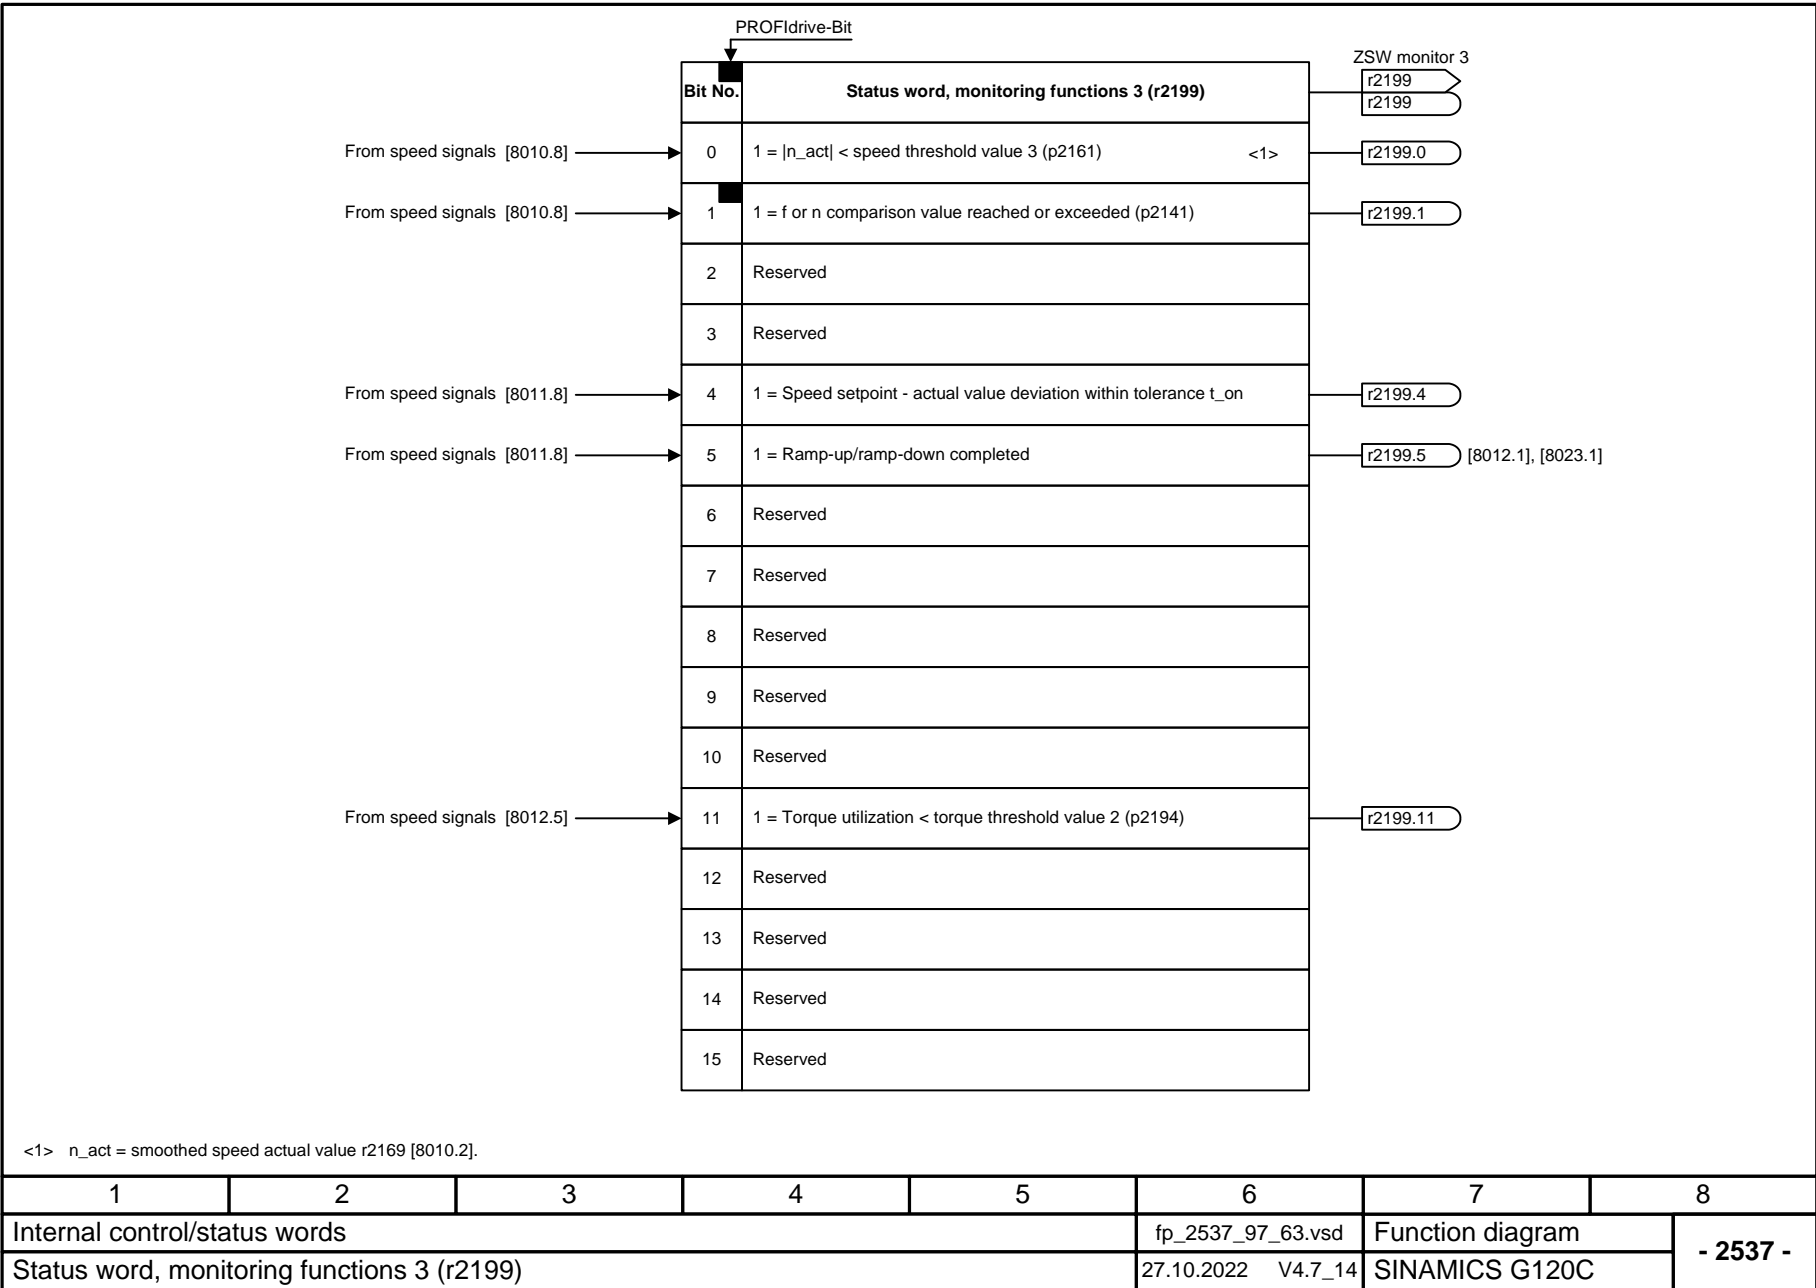 PROFIdrive-Bit
ZSW monitor 3
Bit No. Status word, monitoring functions 3 (r2199) r2199
r2199
From speed signals [8010.8] 0 1 = |n_act| < speed threshold value 3 (p2161) <1> r2199.0
From speed signals [8010.8] 1 1 = f or n comparison value reached or exceeded (p2141) r2199.1
2 Reserved
3 Reserved
From speed signals [8011.8] 4 1 = Speed setpoint - actual value deviation within tolerance t_on r2199.4
From speed signals [8011.8] 5 1 = Ramp-up/ramp-down completed r2199.5 [8012.1], [8023.1]
6 Reserved
7 Reserved
8 Reserved
9 Reserved
10 Reserved
From speed signals [8012.5] 11 1 = Torque utilization < torque threshold value 2 (p2194) r2199.11
12 Reserved
13 Reserved
14 Reserved
15 Reserved
<1> n_act = smoothed speed actual value r2169 [8010.2].
1 2 3 4 5 6 7 8
Internal control/status words fp_2537_97_63.vsd Function diagram - 2537 -
Status word, monitoring functions 3 (r2199) 27.10.2022 V4.7_14 SINAMICS G120C